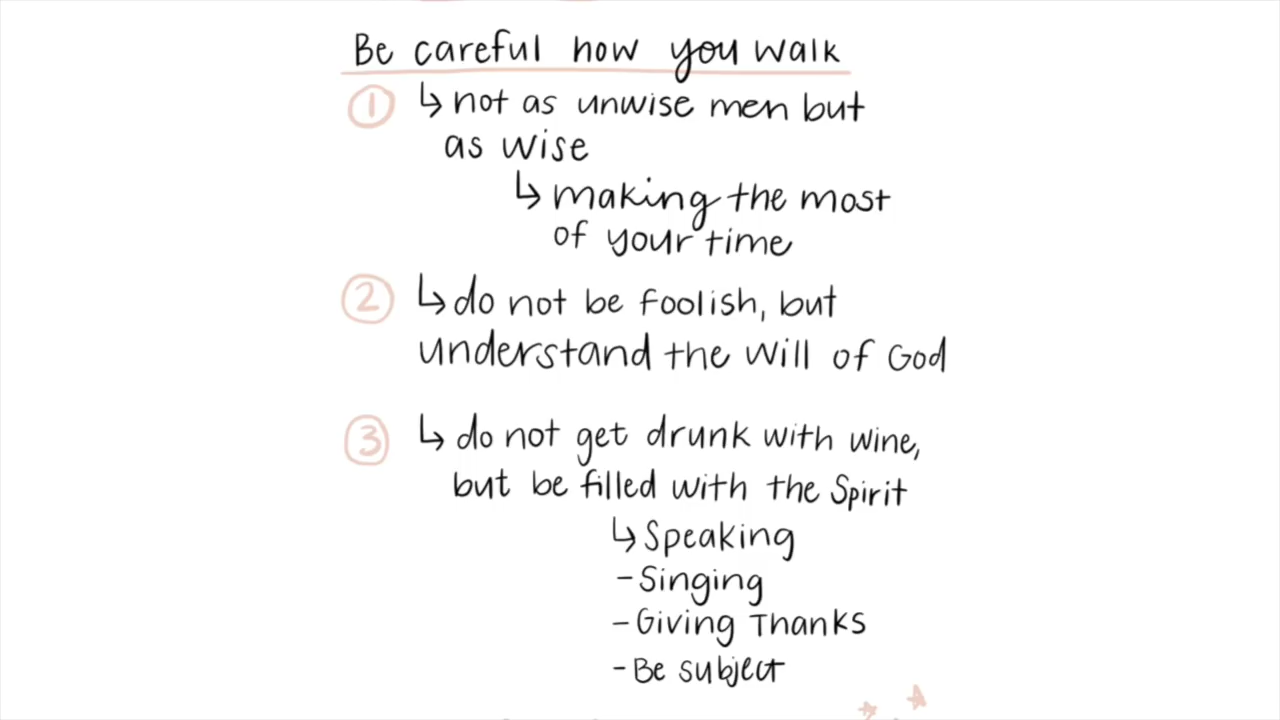 Be careful how you walk
① ↳ not as unwise men but
as wise
↳ making the most
of your time
② ↳ do not be foolish, but
understand the will of God
③ ↳ do not get drunk with wine,
but be filled with the Spirit
↳ Speaking
- Singing
- Giving Thanks
- Be subject